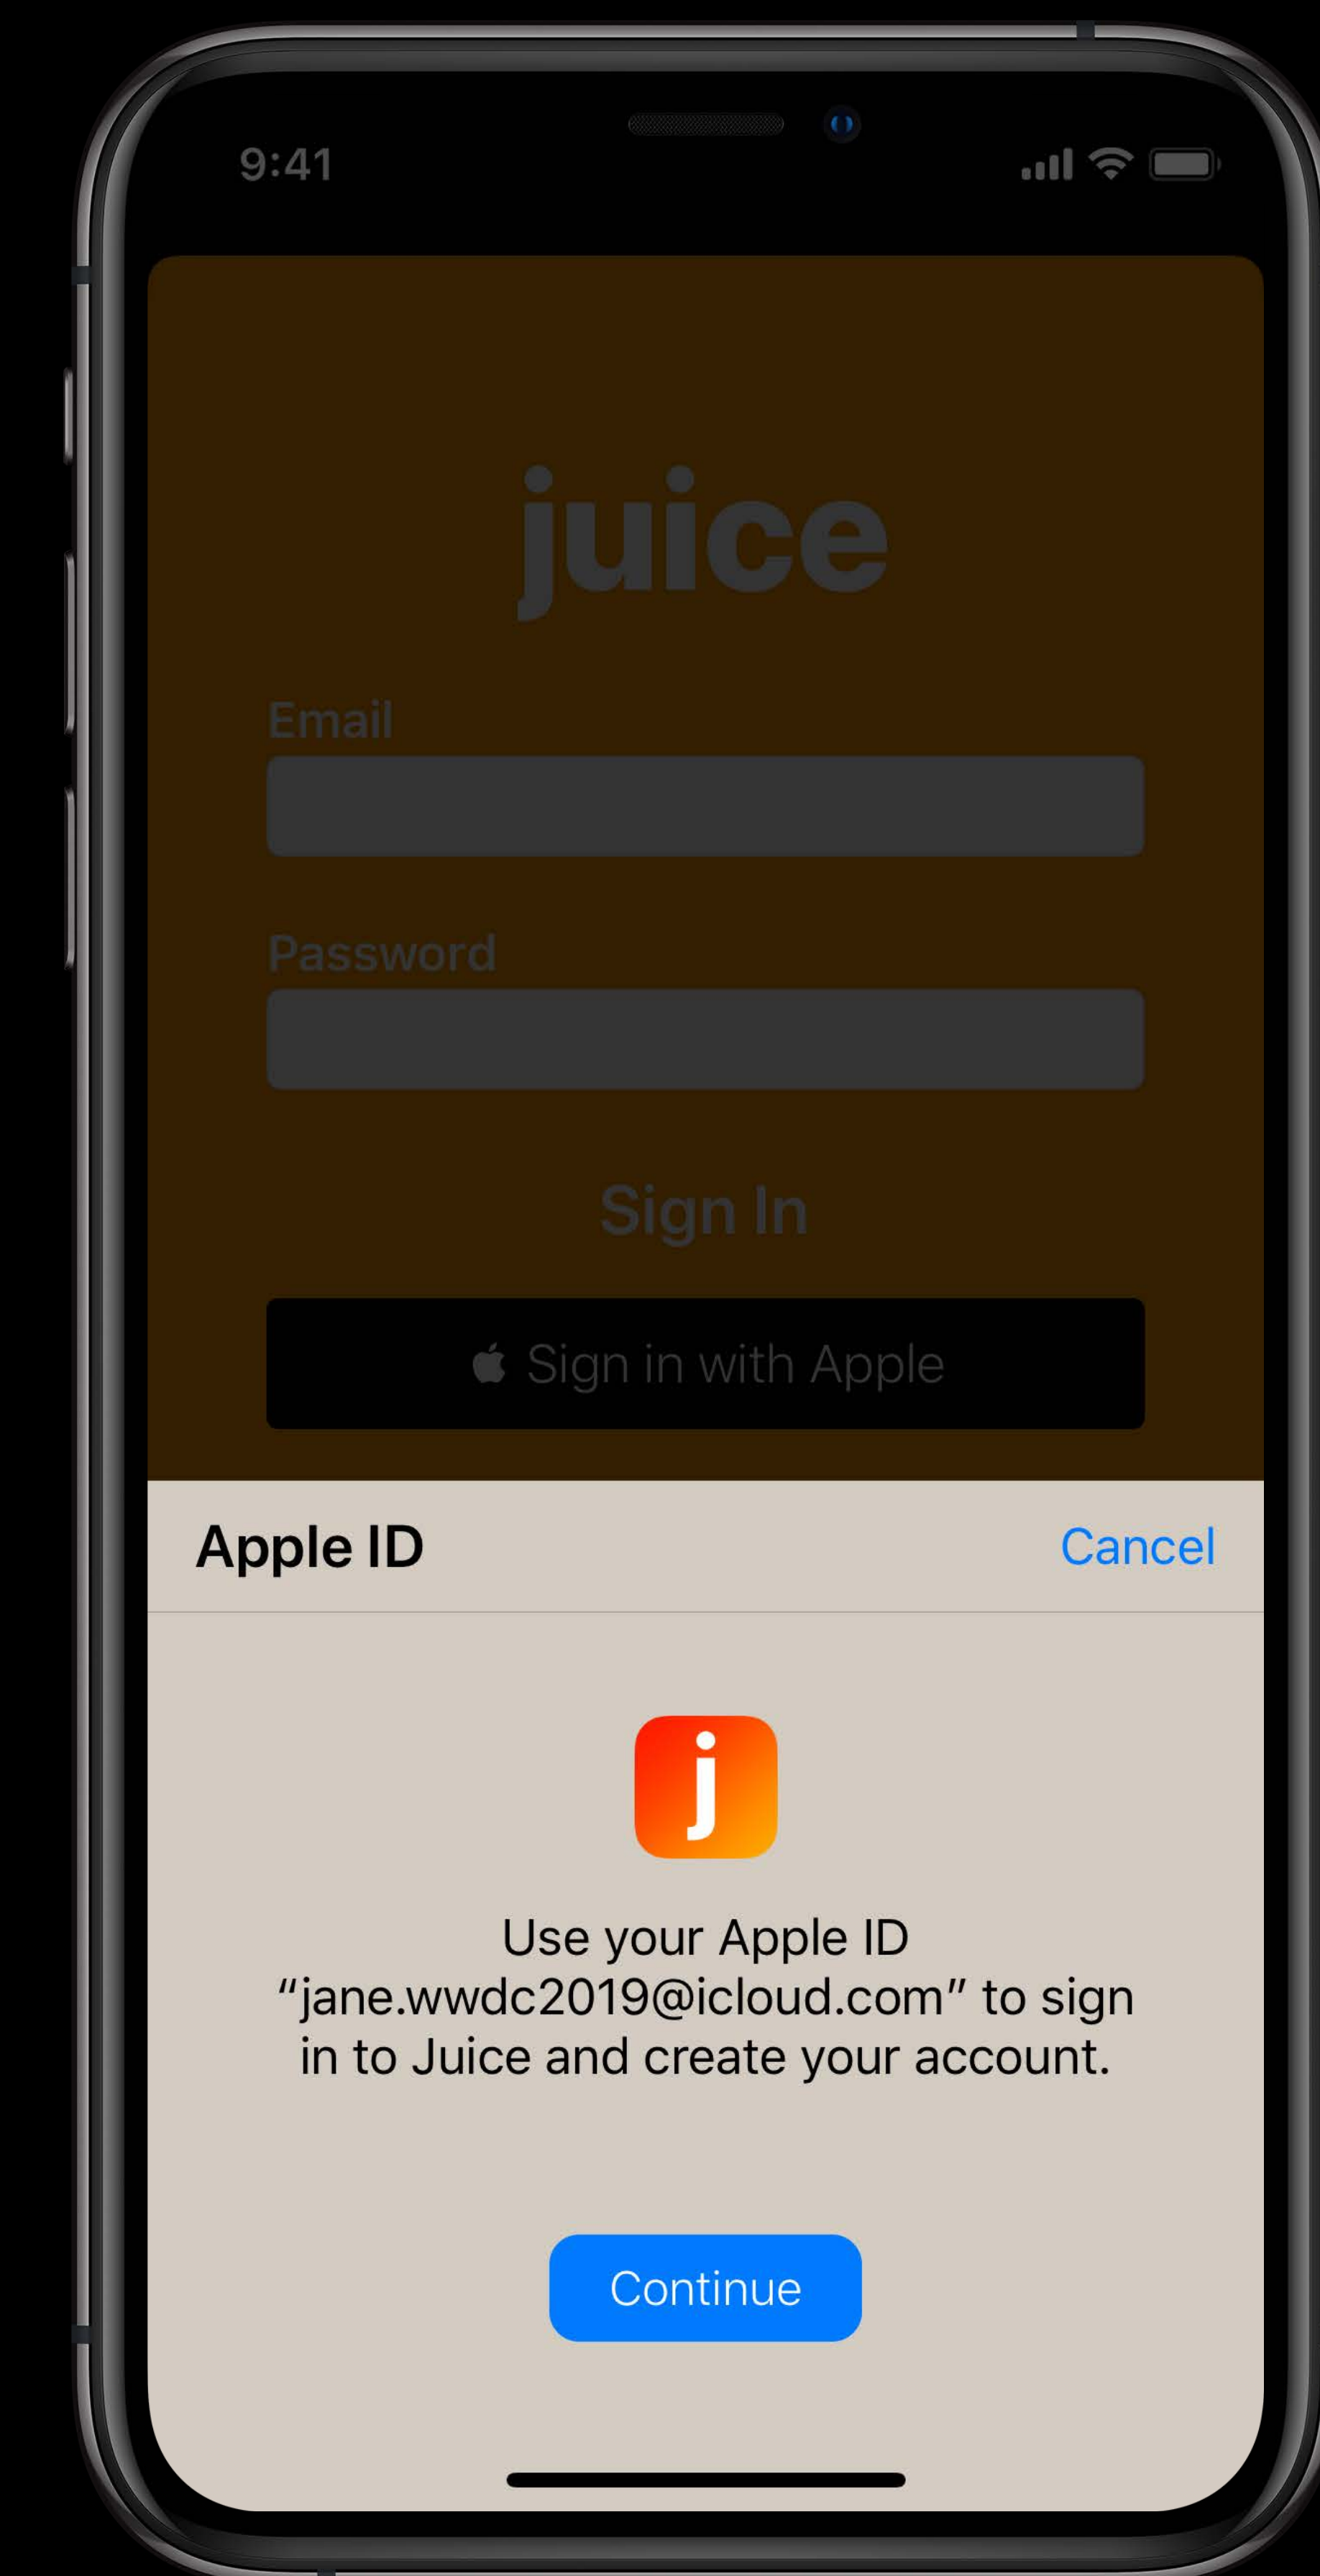 9:41
juice
Email
Password
Sign In
Sign in with Apple
Apple ID
Cancel
j
Use your Apple ID
“jane.wwdc2019@icloud.com” to sign
in to Juice and create your account.
Continue